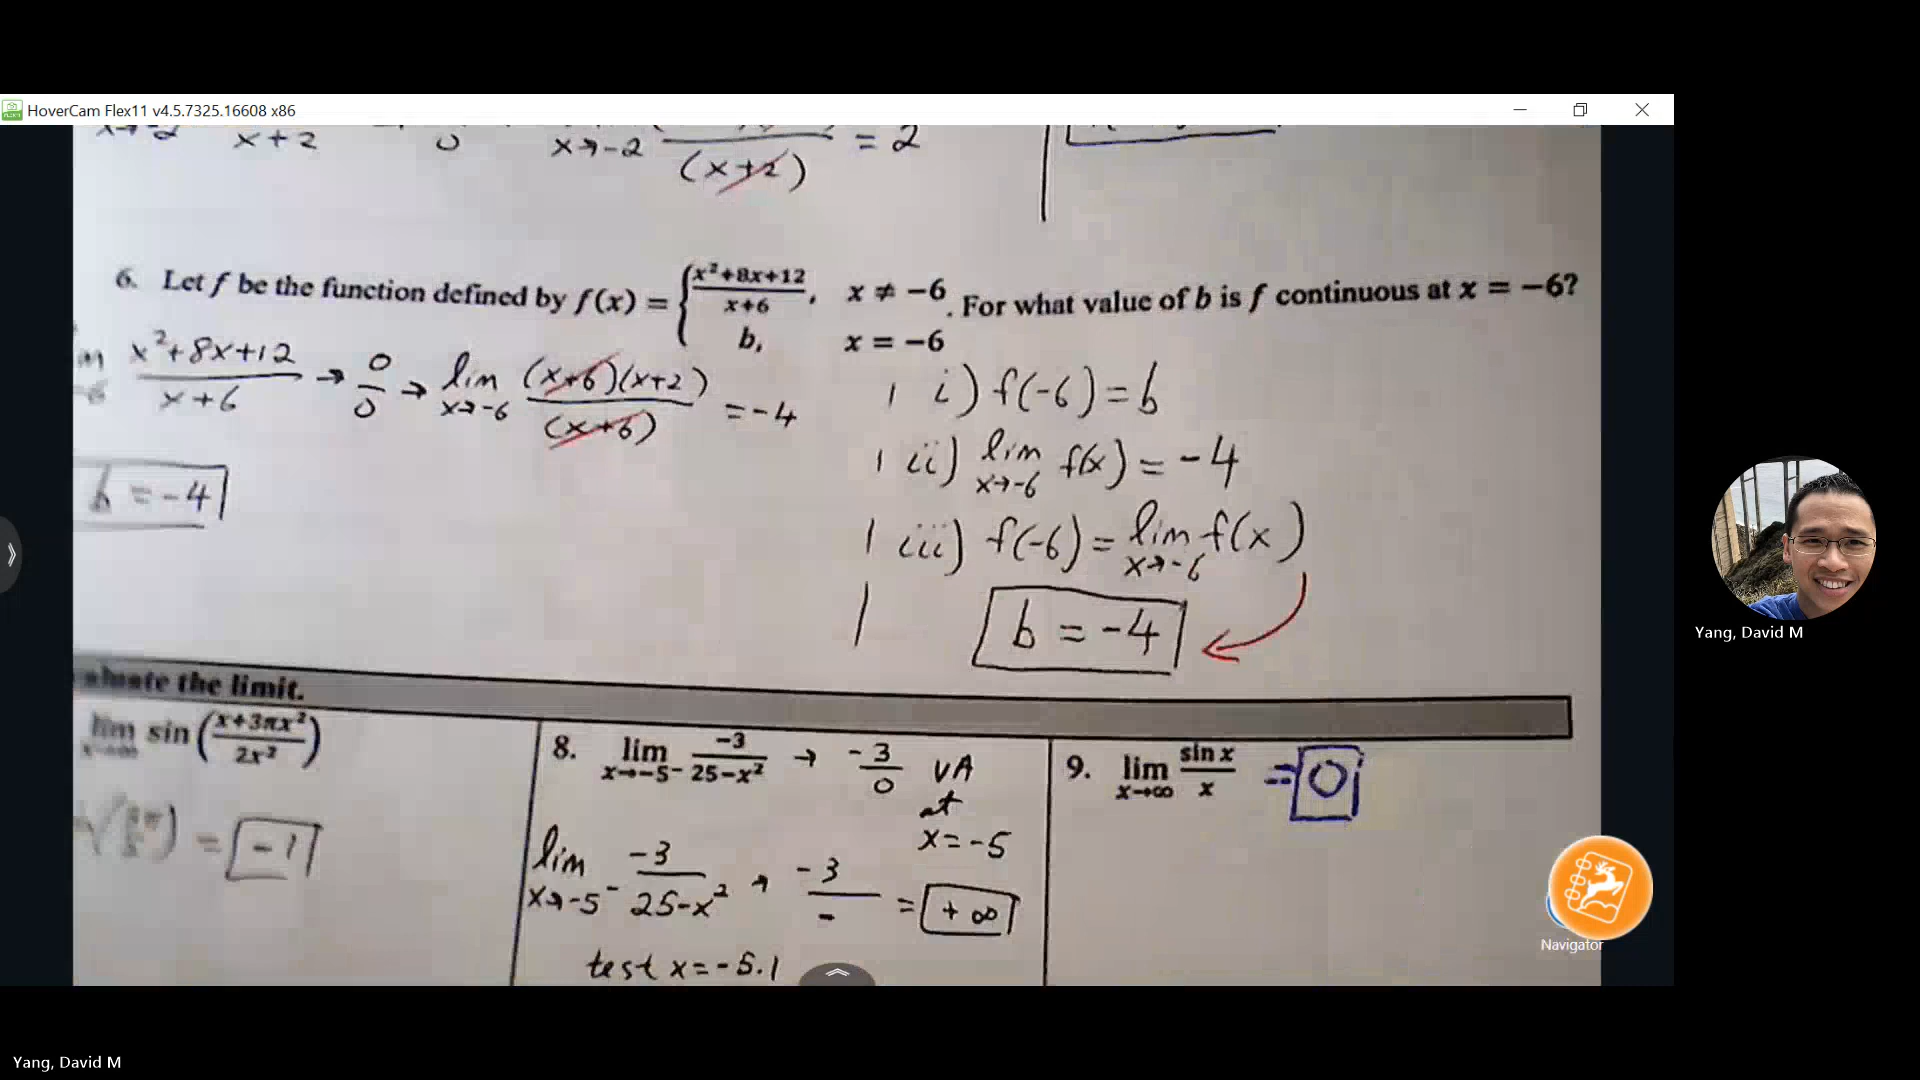 HoverCam Flex11 v4.5.7325.16608 x86
x→-2 x+2 0 x→-2 (x+2) = 2
6. Let f be the function defined by f(x) = { x²+8x+12 / x+6, x ≠ -6 . For what value of b is f continuous at x = -6?
b, x = -6
x²+8x+12 / x+6 → 0/0 → lim x→-6 (x+6)(x+2) / (x+6) = -4
b = -4
i) f(-6) = b
ii) lim x→-6 f(x) = -4
iii) f(-6) = lim x→-6 f(x)
b = -4
the limit.
lim x→∞ sin (x+3πx² / 2x²)
= -1
8. lim x→-5⁻ -3 / 25-x² → -3/0 VA
at
x = -5
lim x→-5⁻ -3 / 25-x² → -3 / - = +∞
test x = -5.1
9. lim x→∞ sin x / x = 0
Navigator
Yang, David M
Yang, David M